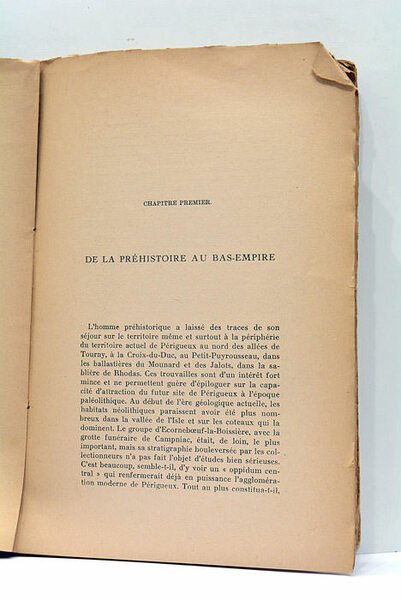 CHAPITRE PREMIER.
DE LA PRÉHISTOIRE AU BAS-EMPIRE
L'homme préhistorique a laissé des traces de son
séjour sur le territoire même et surtout à la périphérie
du territoire actuel de Périgueux au nord des allées de
Tourny, à la Croix-du-Duc, au Petit-Puyrousseau, dans
les ballastières du Mounard et des Jalots, dans la sa-
blière de Rhodas. Ces trouvailles sont d'un intérêt fort
mince et ne permettent guère d'épiloguer sur la capa-
cité d'attraction du futur site de Périgueux à l'époque
paléolithique. Au début de l'ère géologique actuelle, les
habitats néolithiques paraissent avoir été plus nom-
breux dans la vallée de l'Isle et sur les coteaux qui la
dominent. Le groupe d'Ecornebœuf-la-Boissière, avec la
grotte funéraire de Campniac, était, de loin, le plus
important, mais sa stratigraphie bouleversée par les col-
lectionneurs n'a pas fait l'objet d'études bien sérieuses.
C'est beaucoup, semble-t-il, d'y voir un « oppidum cen-
tral » qui renfermerait déjà en puissance l'agglomé-
ration moderne de Périgueux. Tout au plus constitua-t-il,